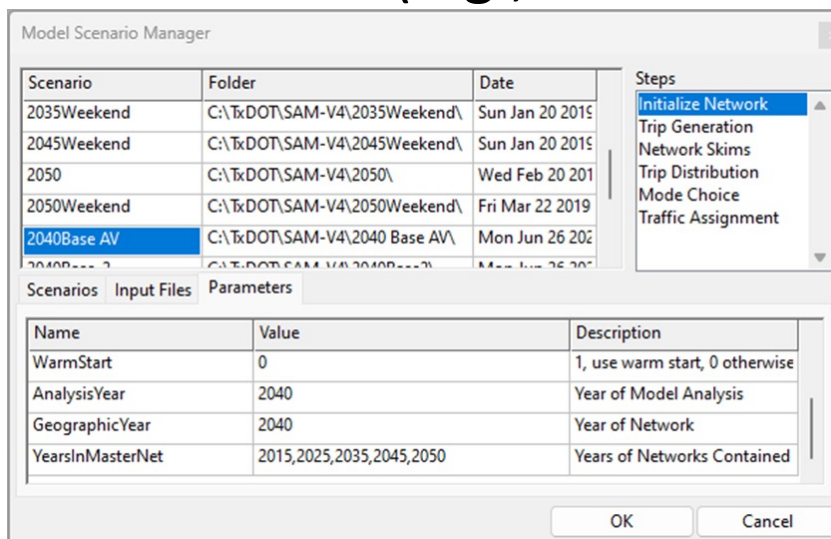 Model Scenario Manager
Scenario Folder Date Steps
2035Weekend C:\TxDOT\SAM-V4\2035Weekend\ Sun Jan 20 2019 Initialize Network
2045Weekend C:\TxDOT\SAM-V4\2045Weekend\ Sun Jan 20 2019 Trip Generation
2050 C:\TxDOT\SAM-V4\2050\ Wed Feb 20 201 Network Skims
2050Weekend C:\TxDOT\SAM-V4\2050Weekend\ Fri Mar 22 2019 Trip Distribution
2040Base AV C:\TxDOT\SAM-V4\2040 Base AV\ Mon Jun 26 202 Mode Choice
Traffic Assignment
Scenarios Input Files Parameters
Name Value Description
WarmStart 0 1, use warm start, 0 otherwise
AnalysisYear 2040 Year of Model Analysis
GeographicYear 2040 Year of Network
YearsInMasterNet 2015,2025,2035,2045,2050 Years of Networks Contained
OK Cancel